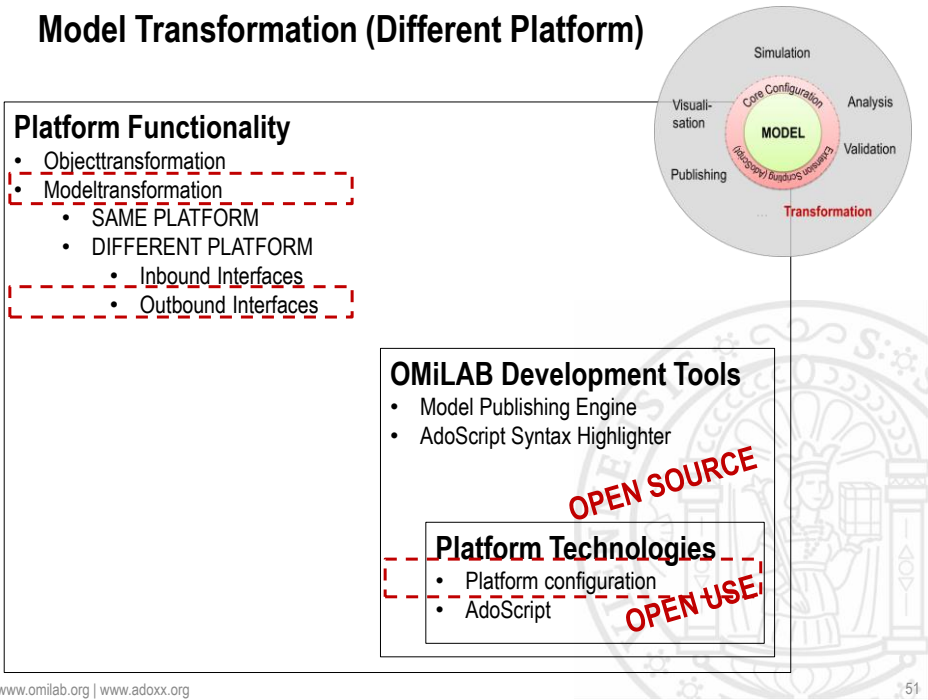 Model Transformation (Different Platform)
Simulation
Visuali-
sation
Core Configuration
Analysis
MODEL
Validation
Extension Scripting (AdoScript)
Publishing
... Transformation
Platform Functionality
• Objecttransformation
• Modeltransformation
• SAME PLATFORM
• DIFFERENT PLATFORM
• Inbound Interfaces
• Outbound Interfaces
OMiLAB Development Tools
• Model Publishing Engine
• AdoScript Syntax Highlighter
OPEN SOURCE
Platform Technologies
• Platform configuration
• AdoScript
OPEN USE
www.omilab.org | www.adoxx.org
51